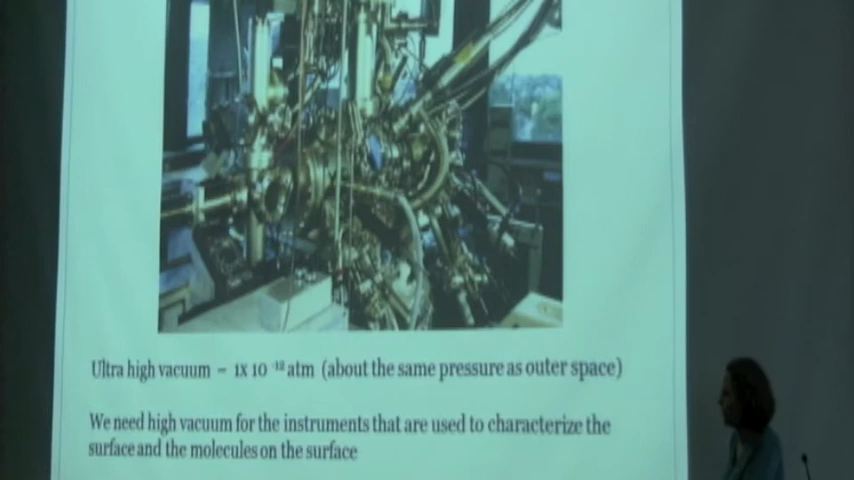 Ultra high vacuum – 1X 10 ⁻¹³ atm (about the same pressure as outer space)
We need high vacuum for the instruments that are used to characterize the
surface and the molecules on the surface